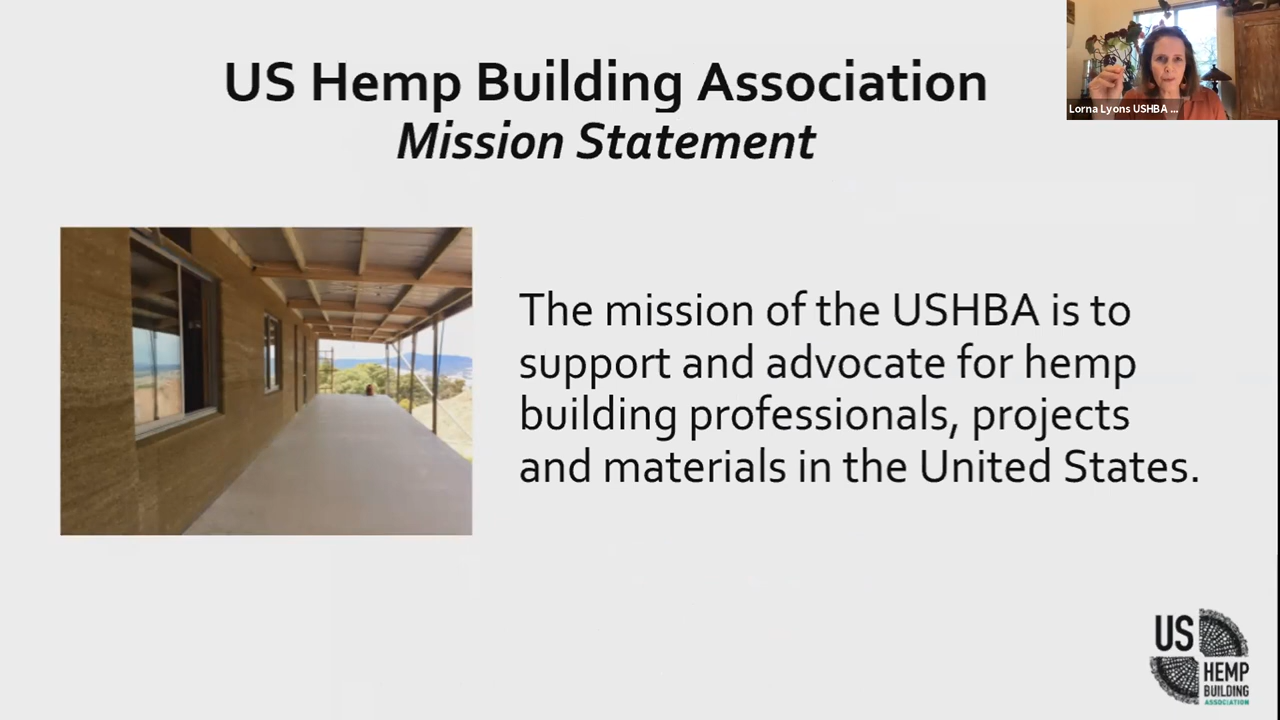 US Hemp Building Association
Mission Statement
Lorna Lyons USHBA ...
The mission of the USHBA is to
support and advocate for hemp
building professionals, projects
and materials in the United States.
US
HEMP
BUILDING
ASSOCIATION